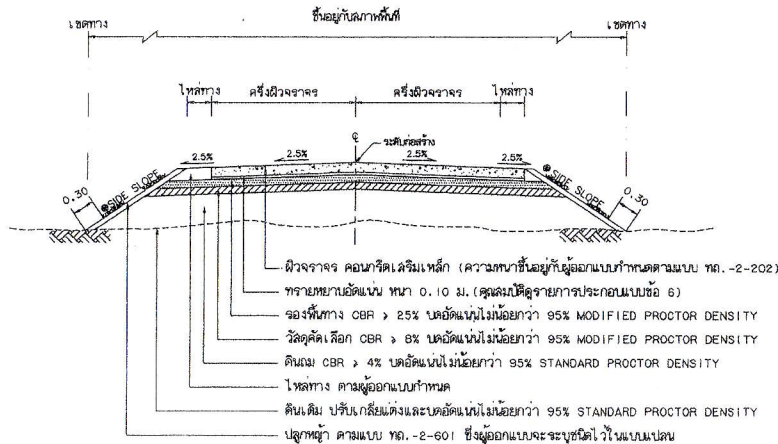 ขึ้นอยู่กับสภาพพื้นที่
เขตทาง เขตทาง
ไหล่ทาง ครึ่งผิวจราจร ครึ่งผิวจราจร ไหล่ทาง
ระดับก่อสร้าง
2.5% 2.5% 2.5% 2.5%
0.30 SIDE SLOPE SIDE SLOPE 0.30
ผิวจราจร คอนกรีตเสริมเหล็ก (ความหนาขึ้นอยู่กับผู้ออกแบบกำหนดตามแบบ ทถ.-2-202)
ทรายหยาบอัดแน่น หนา 0.10 ม.(คุณสมบัติดูรายการประกอบแบบข้อ 6)
รองพื้นทาง CBR > 25% บดอัดแน่นไม่น้อยกว่า 95% MODIFIED PROCTOR DENSITY
วัสดุคัดเลือก CBR > 8% บดอัดแน่นไม่น้อยกว่า 95% MODIFIED PROCTOR DENSITY
ดินถม CBR > 4% บดอัดแน่นไม่น้อยกว่า 95% STANDARD PROCTOR DENSITY
ไหล่ทาง ตามผู้ออกแบบกำหนด
ดินเดิม ปรับเกลี่ยแต่งและบดอัดแน่นไม่น้อยกว่า 95% STANDARD PROCTOR DENSITY
ปลูกหญ้า ตามแบบ ทถ.-2-601 ซึ่งผู้ออกแบบจะระบุชนิดไว้ในแบบแปลน